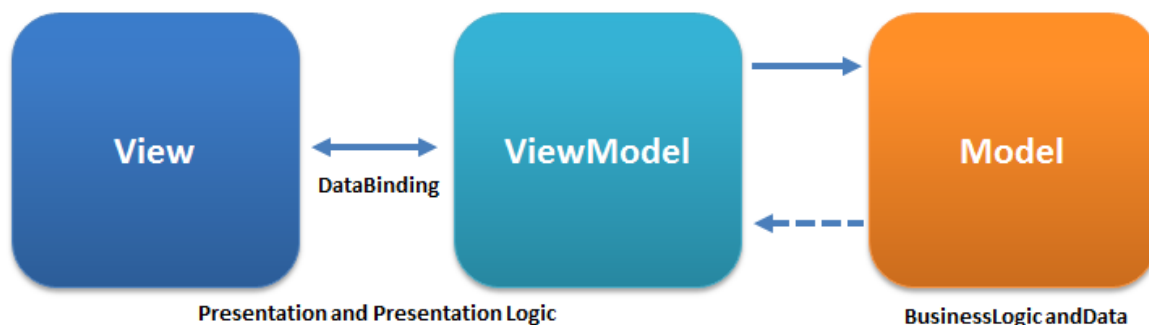 View
ViewModel
Model
DataBinding
Presentation and Presentation Logic
BusinessLogic andData